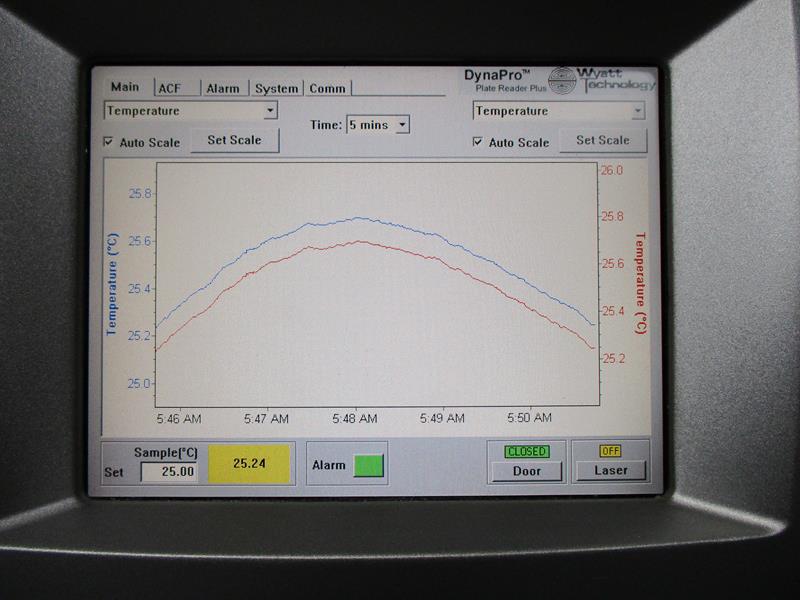 Main ACF Alarm System Comm
DynaPro™
Plate Reader Plus
Wyatt
Technology
Temperature
Time: 5 mins
Temperature
Auto Scale
Set Scale
Auto Scale
Set Scale
Temperature (°C)
25.8
25.6
25.4
25.2
25.0
26.0
25.8
25.6
25.4
25.2
Temperature (°C)
5:46 AM 5:47 AM 5:48 AM 5:49 AM 5:50 AM
Sample(°C)
Set 25.00
25.24
Alarm
CLOSED
Door
OFF
Laser